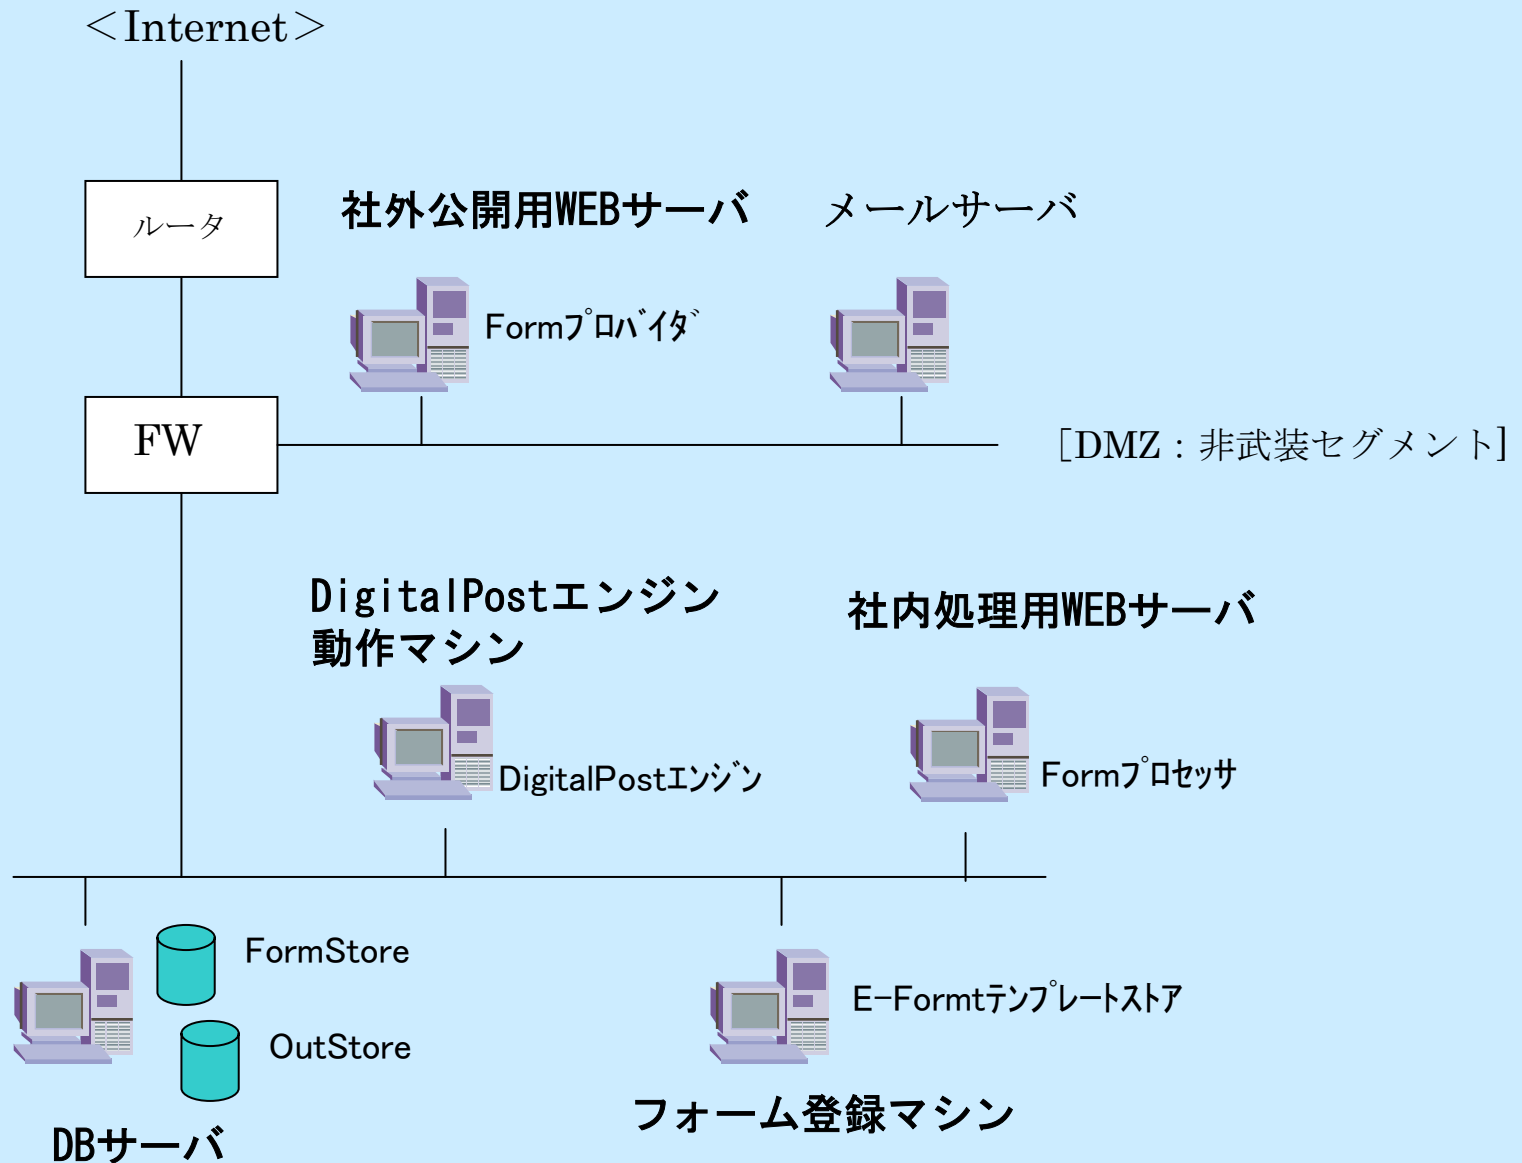 ＜Internet＞
ルータ
社外公開用WEBサーバ
メールサーバ
Formﾌﾟﾛﾊﾞｲﾀﾞ
FW
［DMZ：非武装セグメント］
DigitalPostエンジン
動作マシン
社内処理用WEBサーバ
DigitalPostｴﾝｼﾞﾝ
Formﾌﾟﾛｾｯｻ
FormStore
E-Formtﾃﾝﾌﾟﾚｰﾄｽﾄｱ
OutStore
フォーム登録マシン
DBサーバ